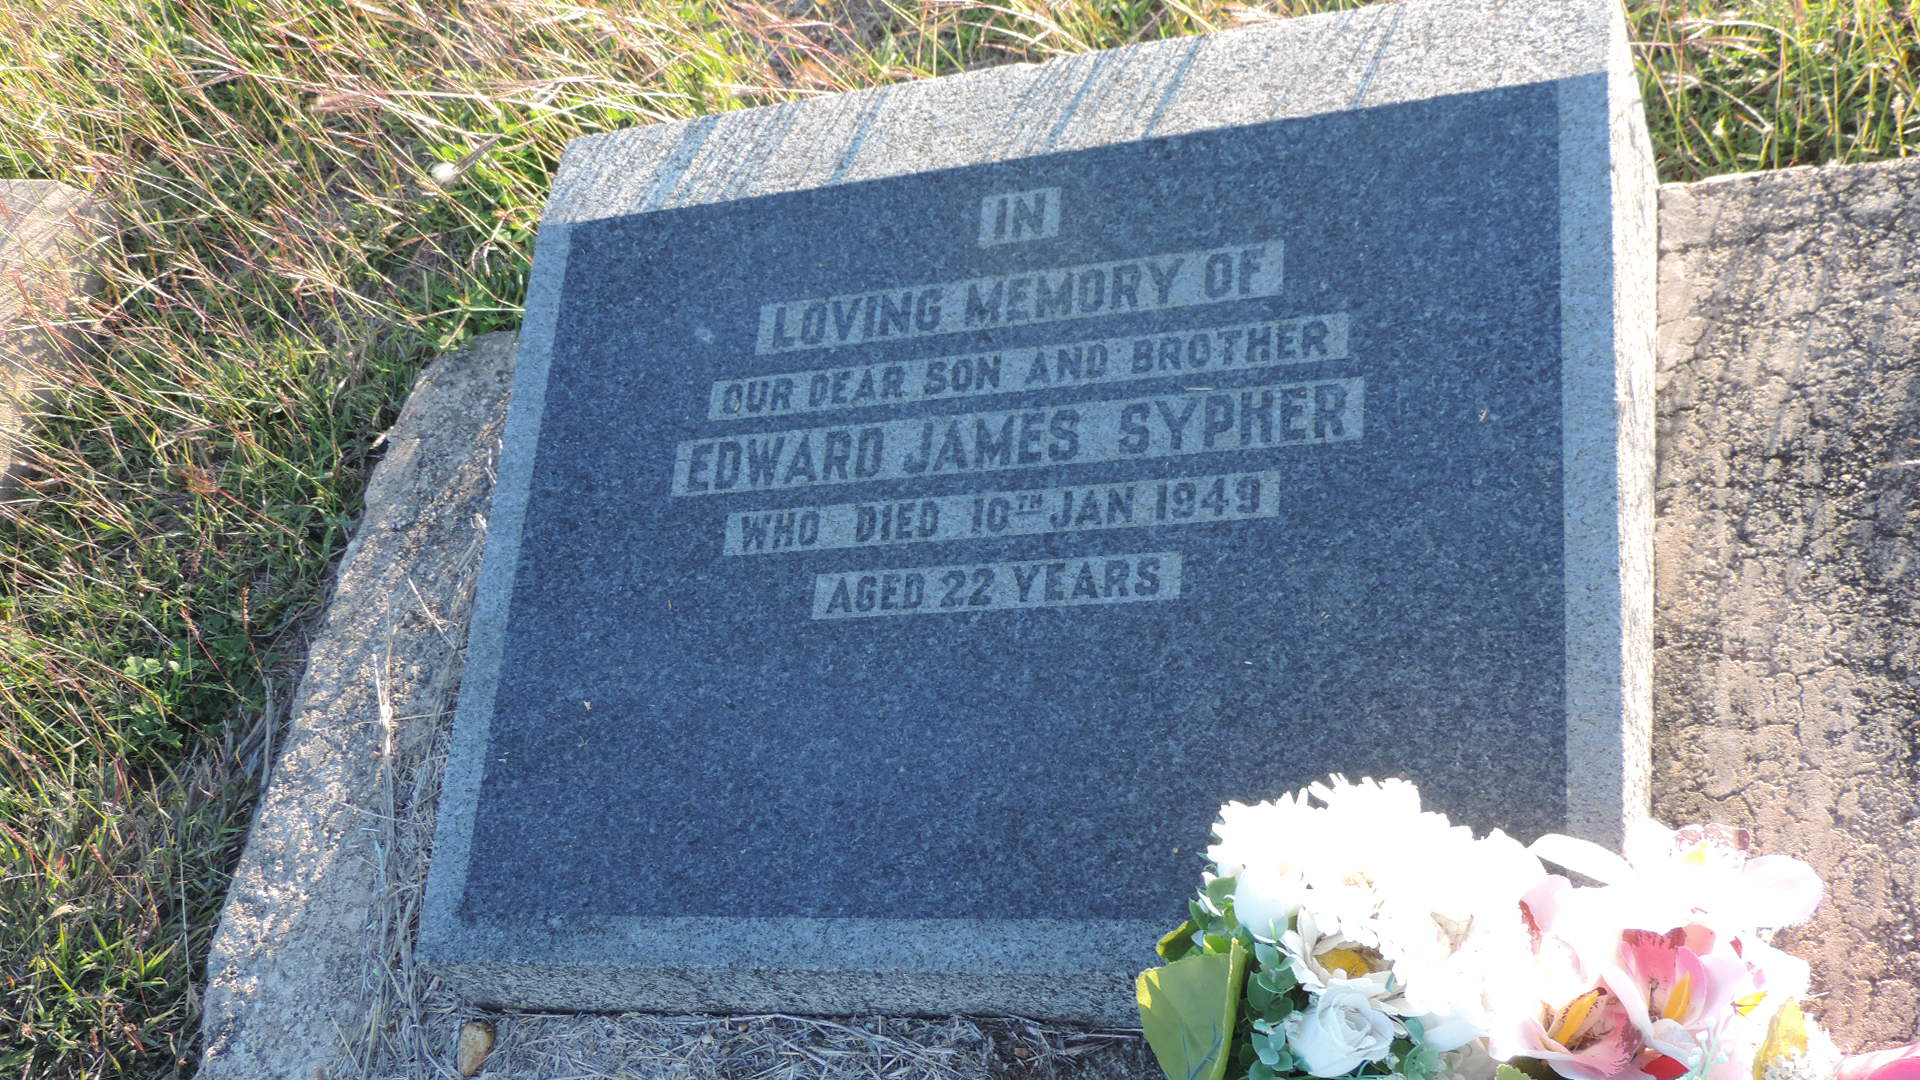 IN
LOVING MEMORY OF
OUR DEAR SON AND BROTHER
EDWARD JAMES SYPHER
WHO DIED 10TH JAN 1949
AGED 22 YEARS